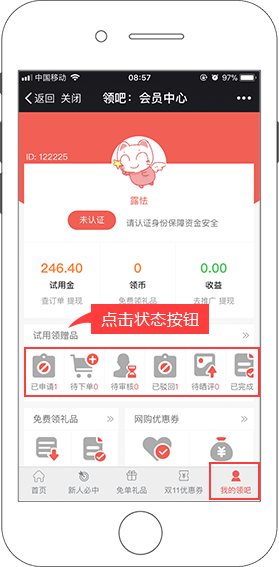 中国移动 08:57 97%
返回 关闭 领吧：会员中心
ID: 122225
露怯
未认证 请认证身份保障资金安全
246.40 0 0.00
试用金 领币 收益
查订单 提现 免费领礼品 去推广 提现
点击状态按钮
试用领赠品
已申请1 待下单0 待审核0 已驳回1 待晒评0 已完成
免费领礼品 网购优惠券
首页 新人必中 免单礼品 双11优惠券 我的领吧